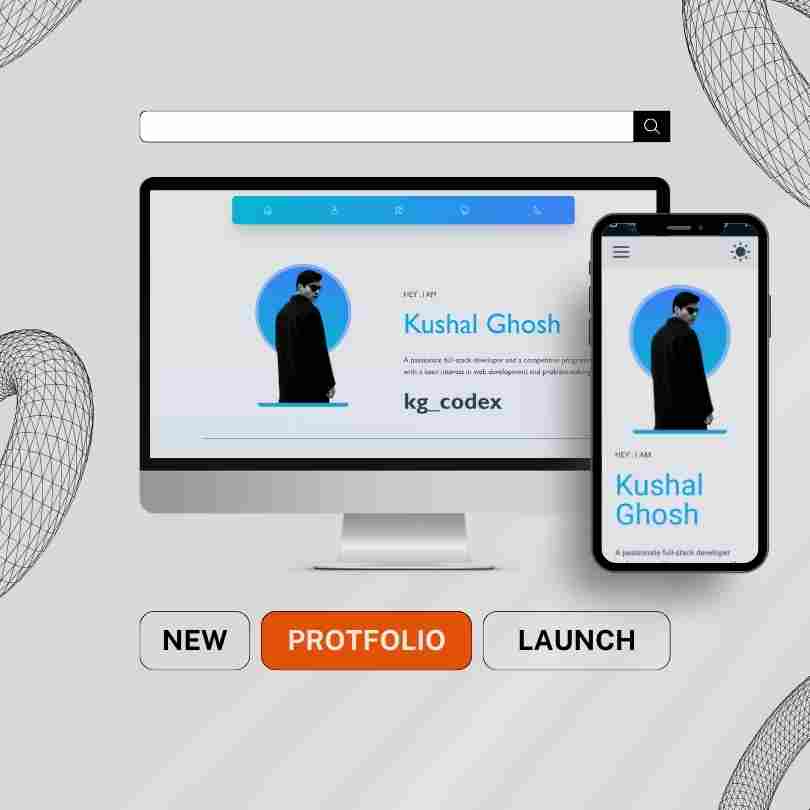 HEY , I AM
Kushal Ghosh
A passionate full-stack developer and a competitive program
with a keen interest in web development and problem-solving
kg_codex
HEY , I AM
Kushal
Ghosh
A passionate full-stack developer
NEW PROTFOLIO LAUNCH